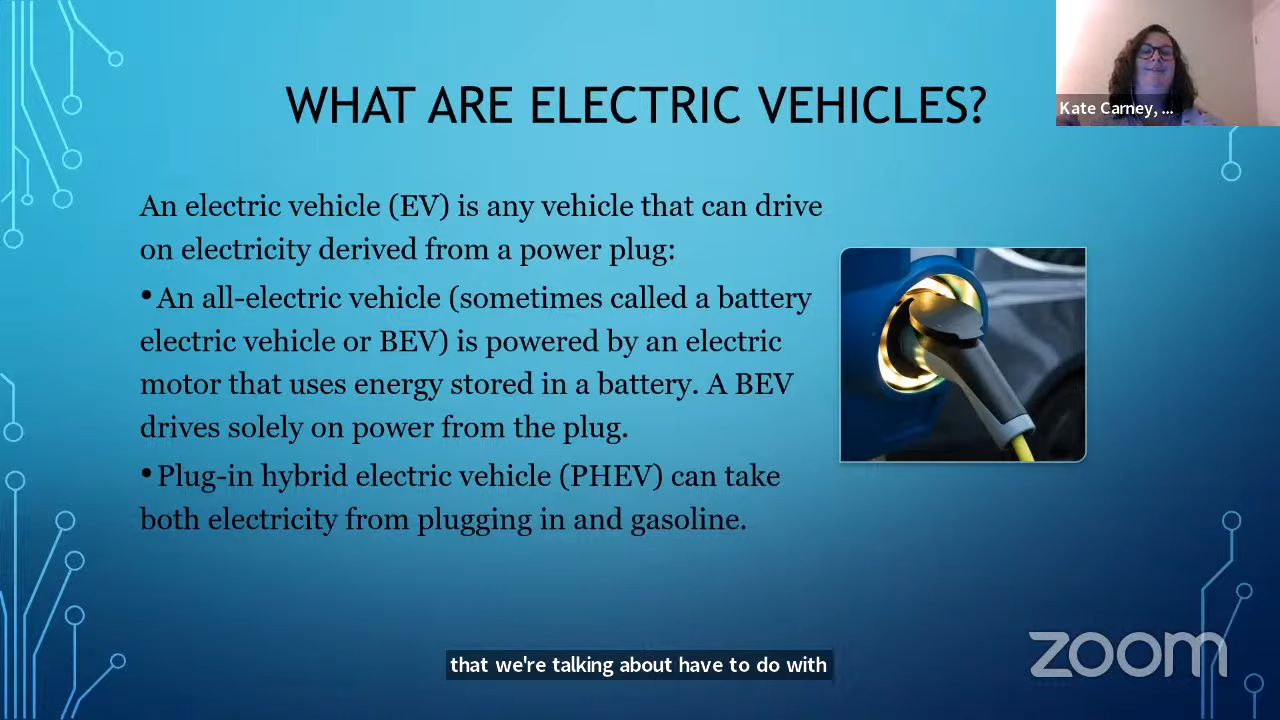 WHAT ARE ELECTRIC VEHICLES?
Kate Carney, ...
An electric vehicle (EV) is any vehicle that can drive
on electricity derived from a power plug:
•An all-electric vehicle (sometimes called a battery
electric vehicle or BEV) is powered by an electric
motor that uses energy stored in a battery. A BEV
drives solely on power from the plug.
•Plug-in hybrid electric vehicle (PHEV) can take
both electricity from plugging in and gasoline.
that we're talking about have to do with
zoom